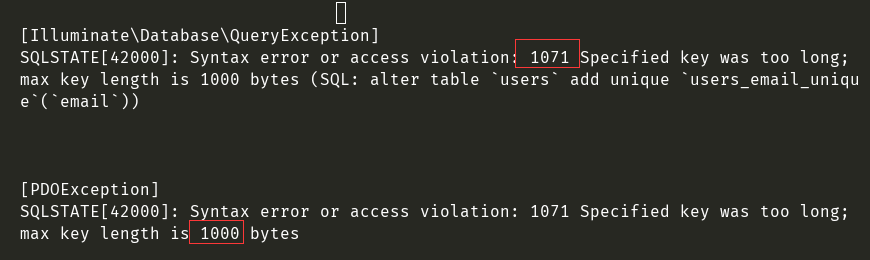 [Illuminate\Database\QueryException]
SQLSTATE[42000]: Syntax error or access violation: 1071 Specified key was too long;
max key length is 1000 bytes (SQL: alter table `users` add unique `users_email_uniqu
e`(`email`))
[PDOException]
SQLSTATE[42000]: Syntax error or access violation: 1071 Specified key was too long;
max key length is 1000 bytes